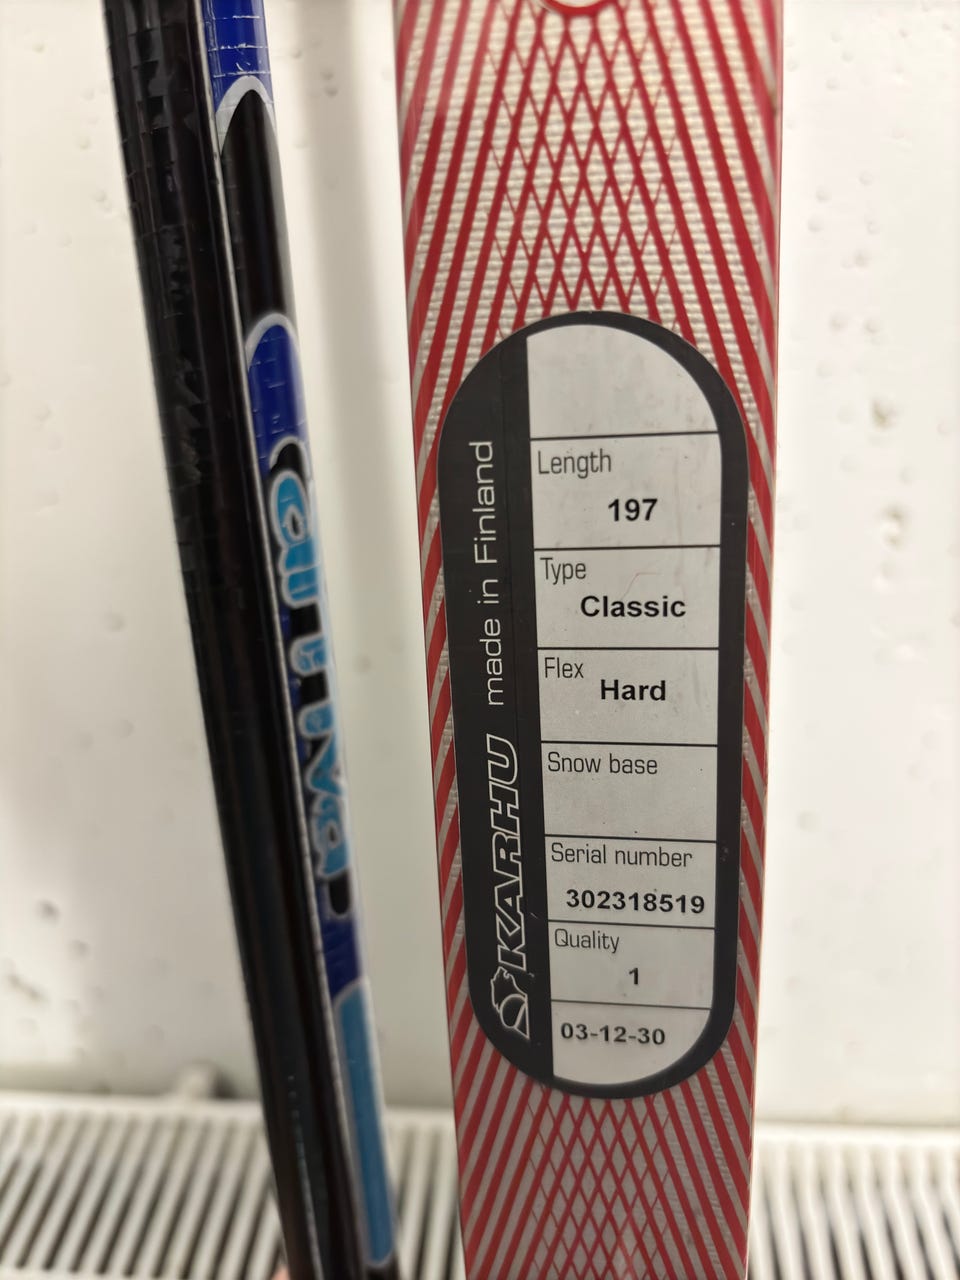 Length
197
Type
Classic
Flex
Hard
Snow base
Serial number
302318519
Quality
1
03-12-30
KARHU made in Finland